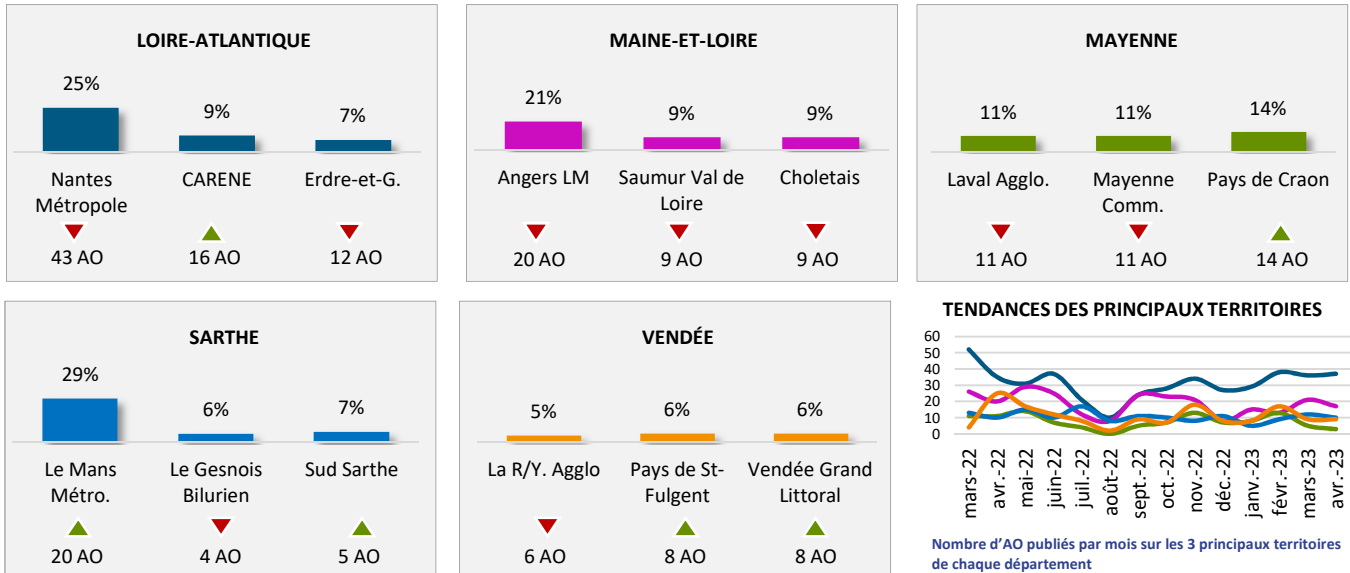 LOIRE-ATLANTIQUE
25%
9%
7%
Nantes
Métropole
CARENE
Erdre-et-G.
43 AO
16 AO
12 AO
MAINE-ET-LOIRE
21%
9%
9%
Angers LM
Saumur Val de
Loire
Choletais
20 AO
9 AO
9 AO
MAYENNE
11%
11%
14%
Laval Agglo.
Mayenne
Comm.
Pays de Craon
11 AO
11 AO
14 AO
SARTHE
29%
6%
7%
Le Mans
Métro.
Le Gesnois
Bilurien
Sud Sarthe
20 AO
4 AO
5 AO
VENDÉE
5%
6%
6%
La R/Y. Agglo
Pays de St-
Fulgent
Vendée Grand
Littoral
6 AO
8 AO
8 AO
TENDANCES DES PRINCIPAUX TERRITOIRES
60
50
40
30
20
10
0
mars-22
avr.-22
mai-22
juin-22
juil.-22
août-22
sept.-22
oct.-22
nov.-22
déc.-22
janv.-23
févr.-23
mars-23
avr.-23
Nombre d'AO publiés par mois sur les 3 principaux territoires
de chaque département